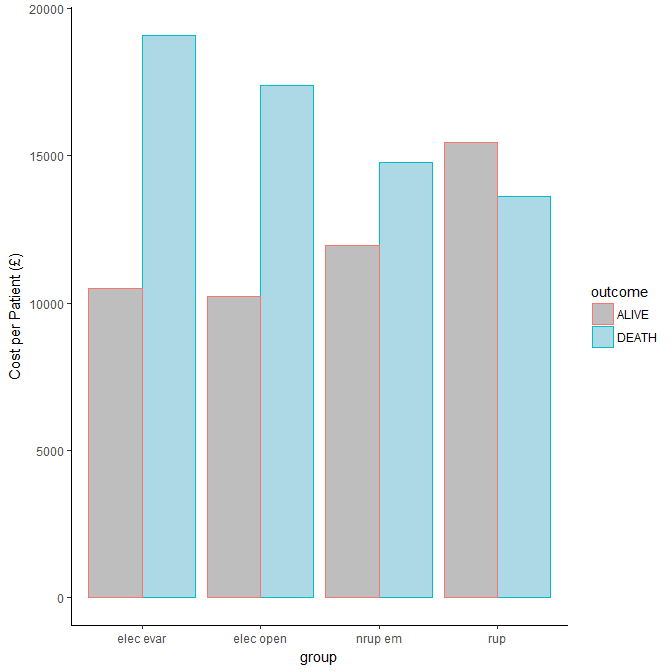 20000
15000
10000
5000
0
Cost per Patient (£)
elec evar
elec open
nrup em
rup
group
outcome
ALIVE
DEATH